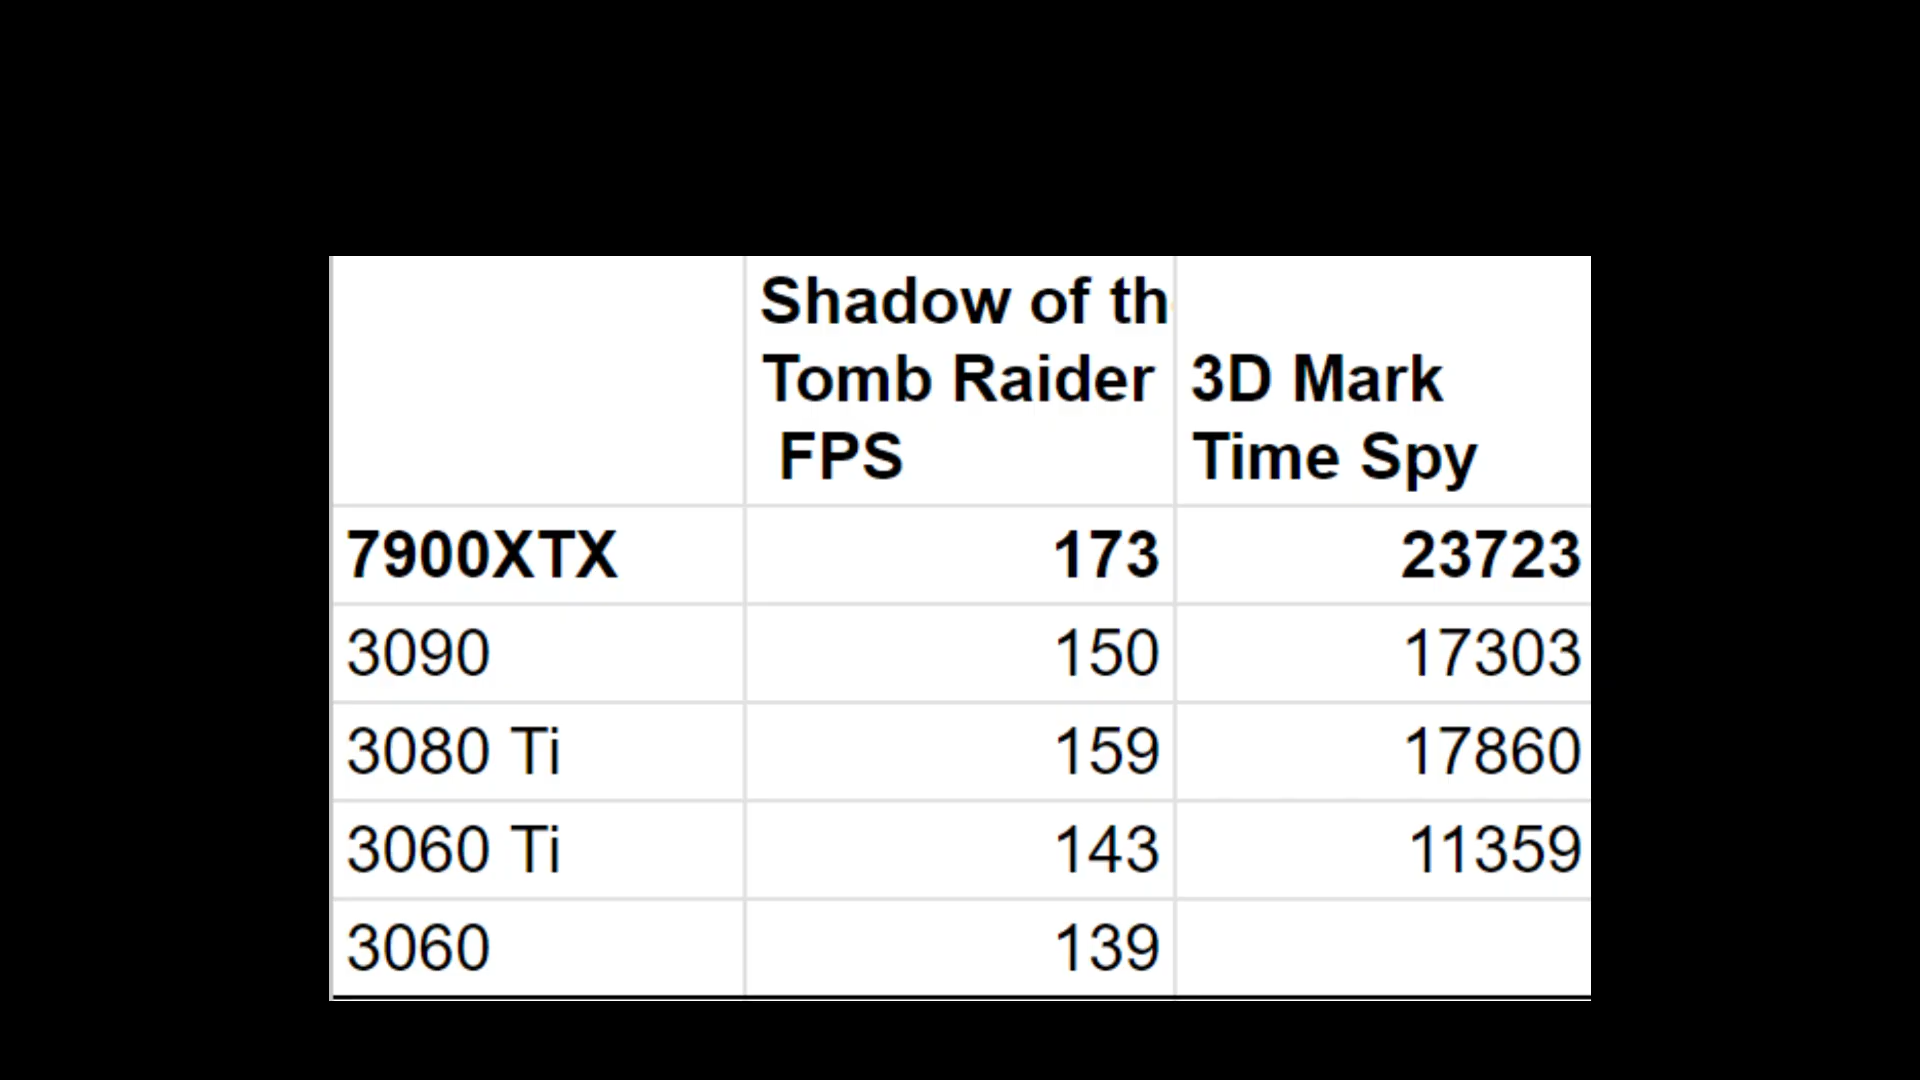 Shadow of th
Tomb Raider
FPS
3D Mark
Time Spy
7900XTX 173 23723
3090 150 17303
3080 Ti 159 17860
3060 Ti 143 11359
3060 139